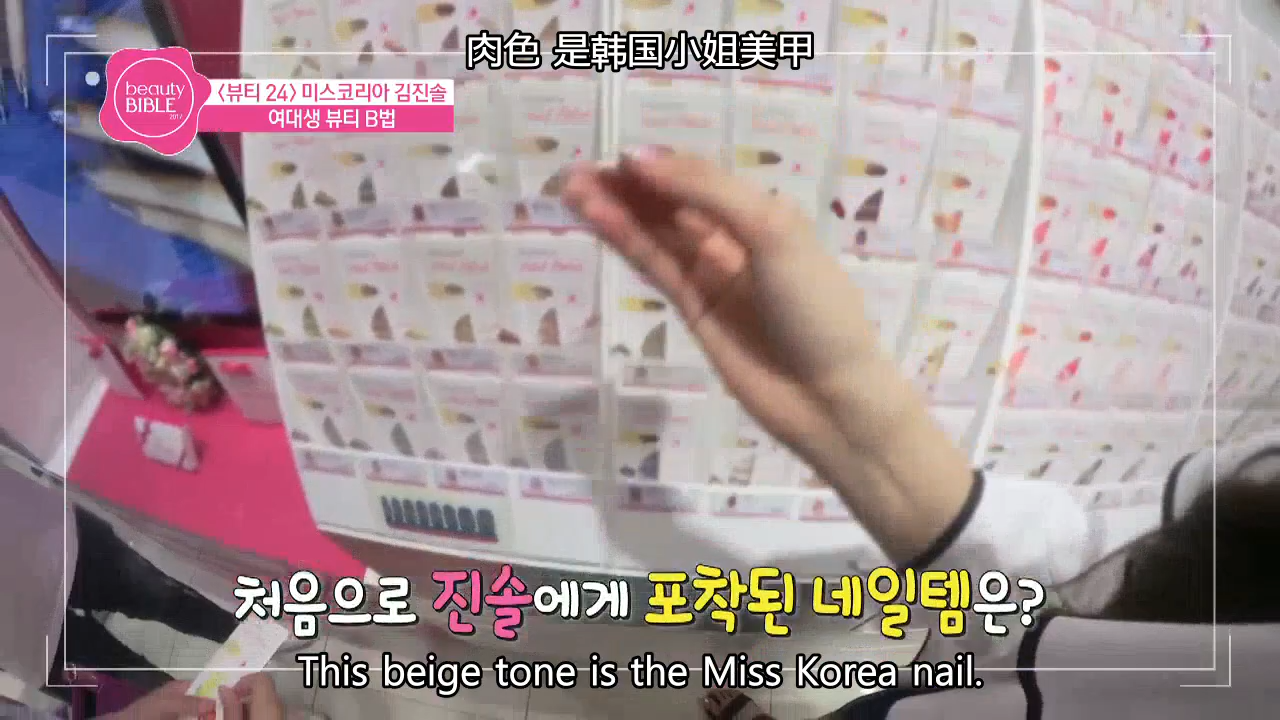 肉色 是韩国小姐美甲
beauty
BIBLE
2017
<뷰티 24> 미스코리아 김진솔
여대생 뷰티 B법
처음으로 진솔에게 포착된 네일템은?
This beige tone is the Miss Korea nail.